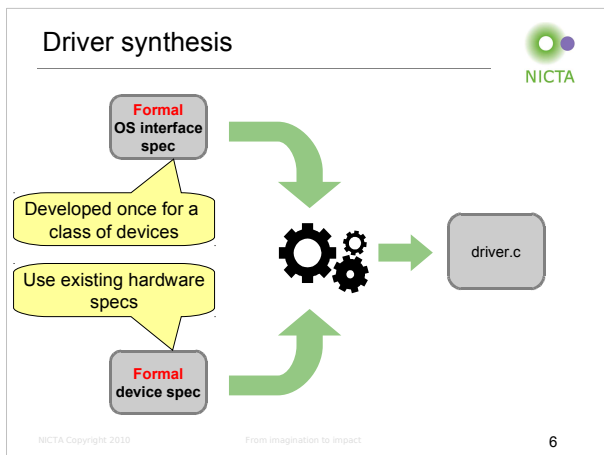 Driver synthesis
NICTA
Formal
OS interface
spec
Developed once for a
class of devices
Use existing hardware
specs
driver.c
Formal
device spec
NICTA Copyright 2010
From imagination to impact
6